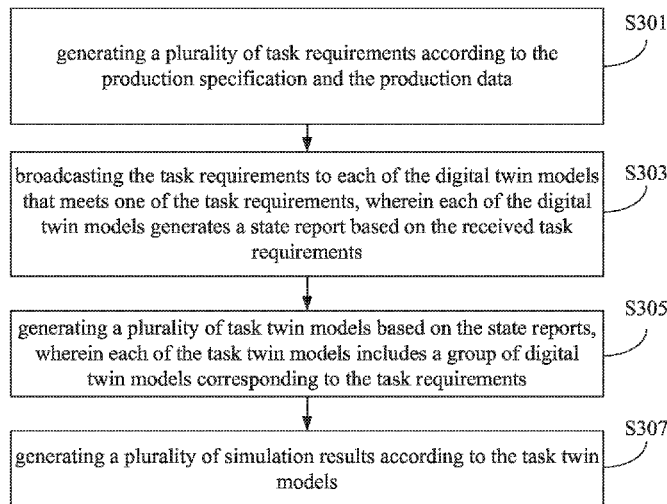 S301
generating a plurality of task requirements according to the
production specification and the production data
S303
broadcasting the task requirements to each of the digital twin models
that meets one of the task requirements, wherein each of the digital
twin models generates a state report based on the received task
requirements
S305
generating a plurality of task twin models based on the state reports,
wherein each of the task twin models includes a group of digital
twin models corresponding to the task requirements
S307
generating a plurality of simulation results according to the task twin
models